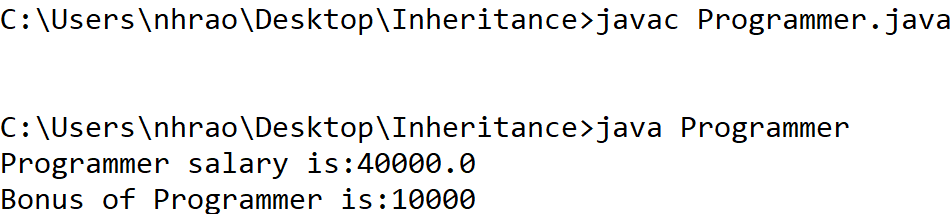 C:\Users\nhrao\Desktop\Inheritance>javac Programmer.java
C:\Users\nhrao\Desktop\Inheritance>java Programmer
Programmer salary is:40000.0
Bonus of Programmer is:10000